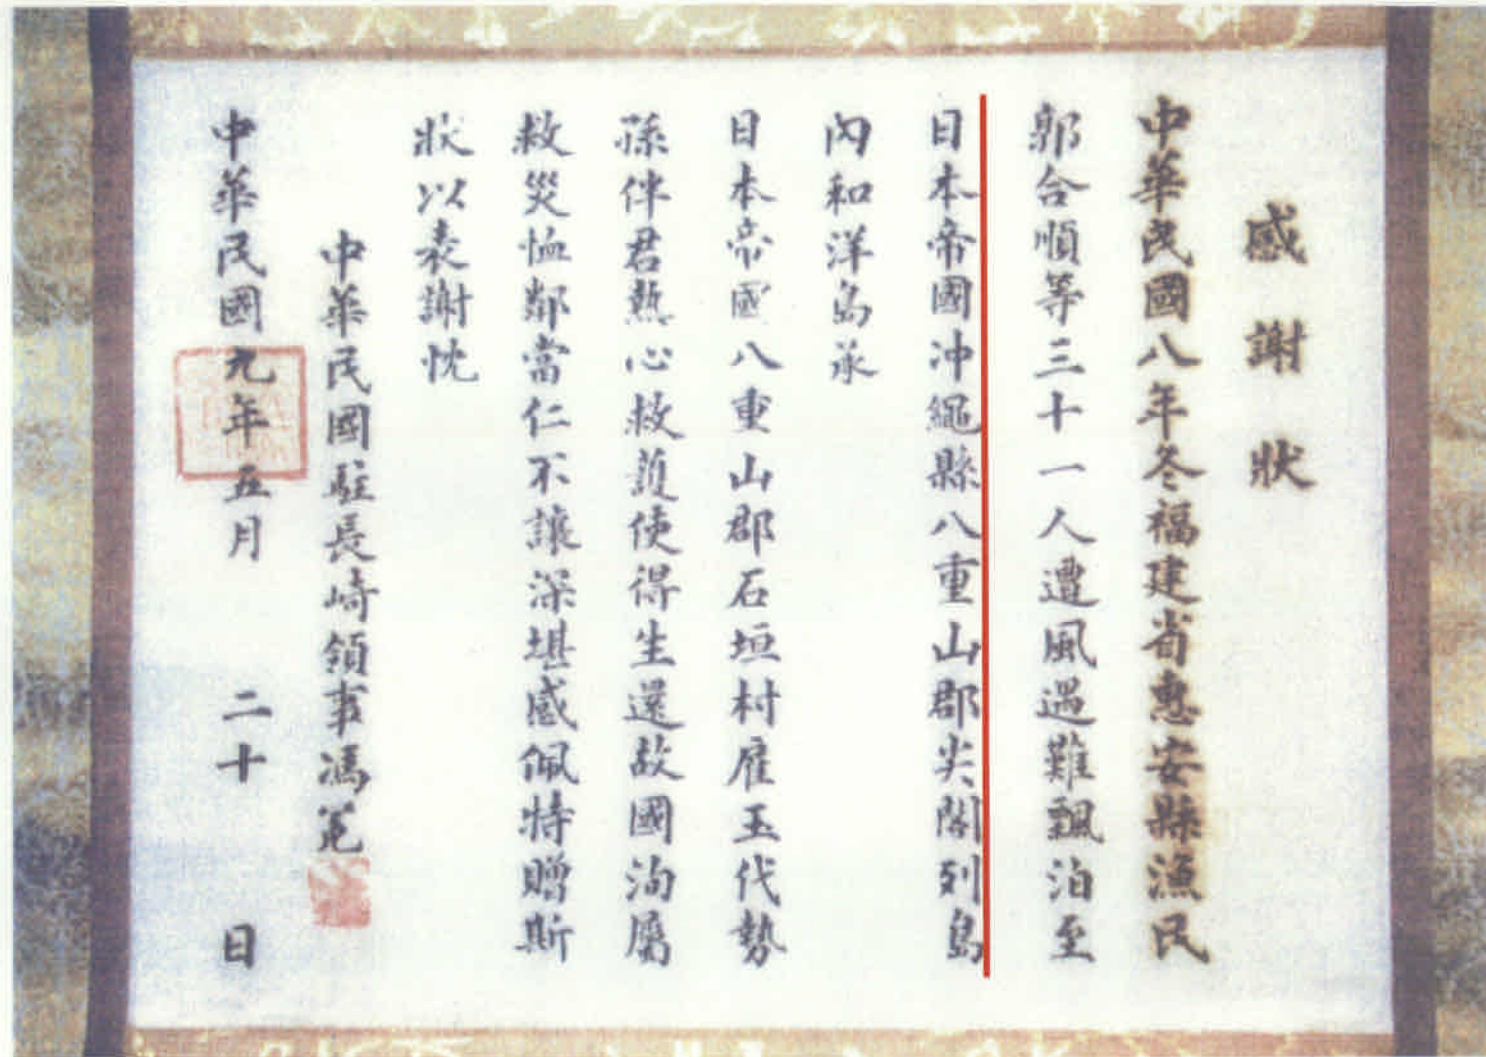 感謝狀
中華民國八年冬福建省惠安縣漁民
郭合順等三十一人遭風遇難飄泊至
日本帝國沖繩縣八重山郡尖閣列島
內和洋島承
日本帝國八重山郡石垣村雇玉代勢
孫伴君熱心救護使得生還故國洵屬
救災恤鄰當仁不讓深堪感佩特贈斯
狀以表謝忱
中華民國駐長崎領事馮冕
中華民國九年五月二十日